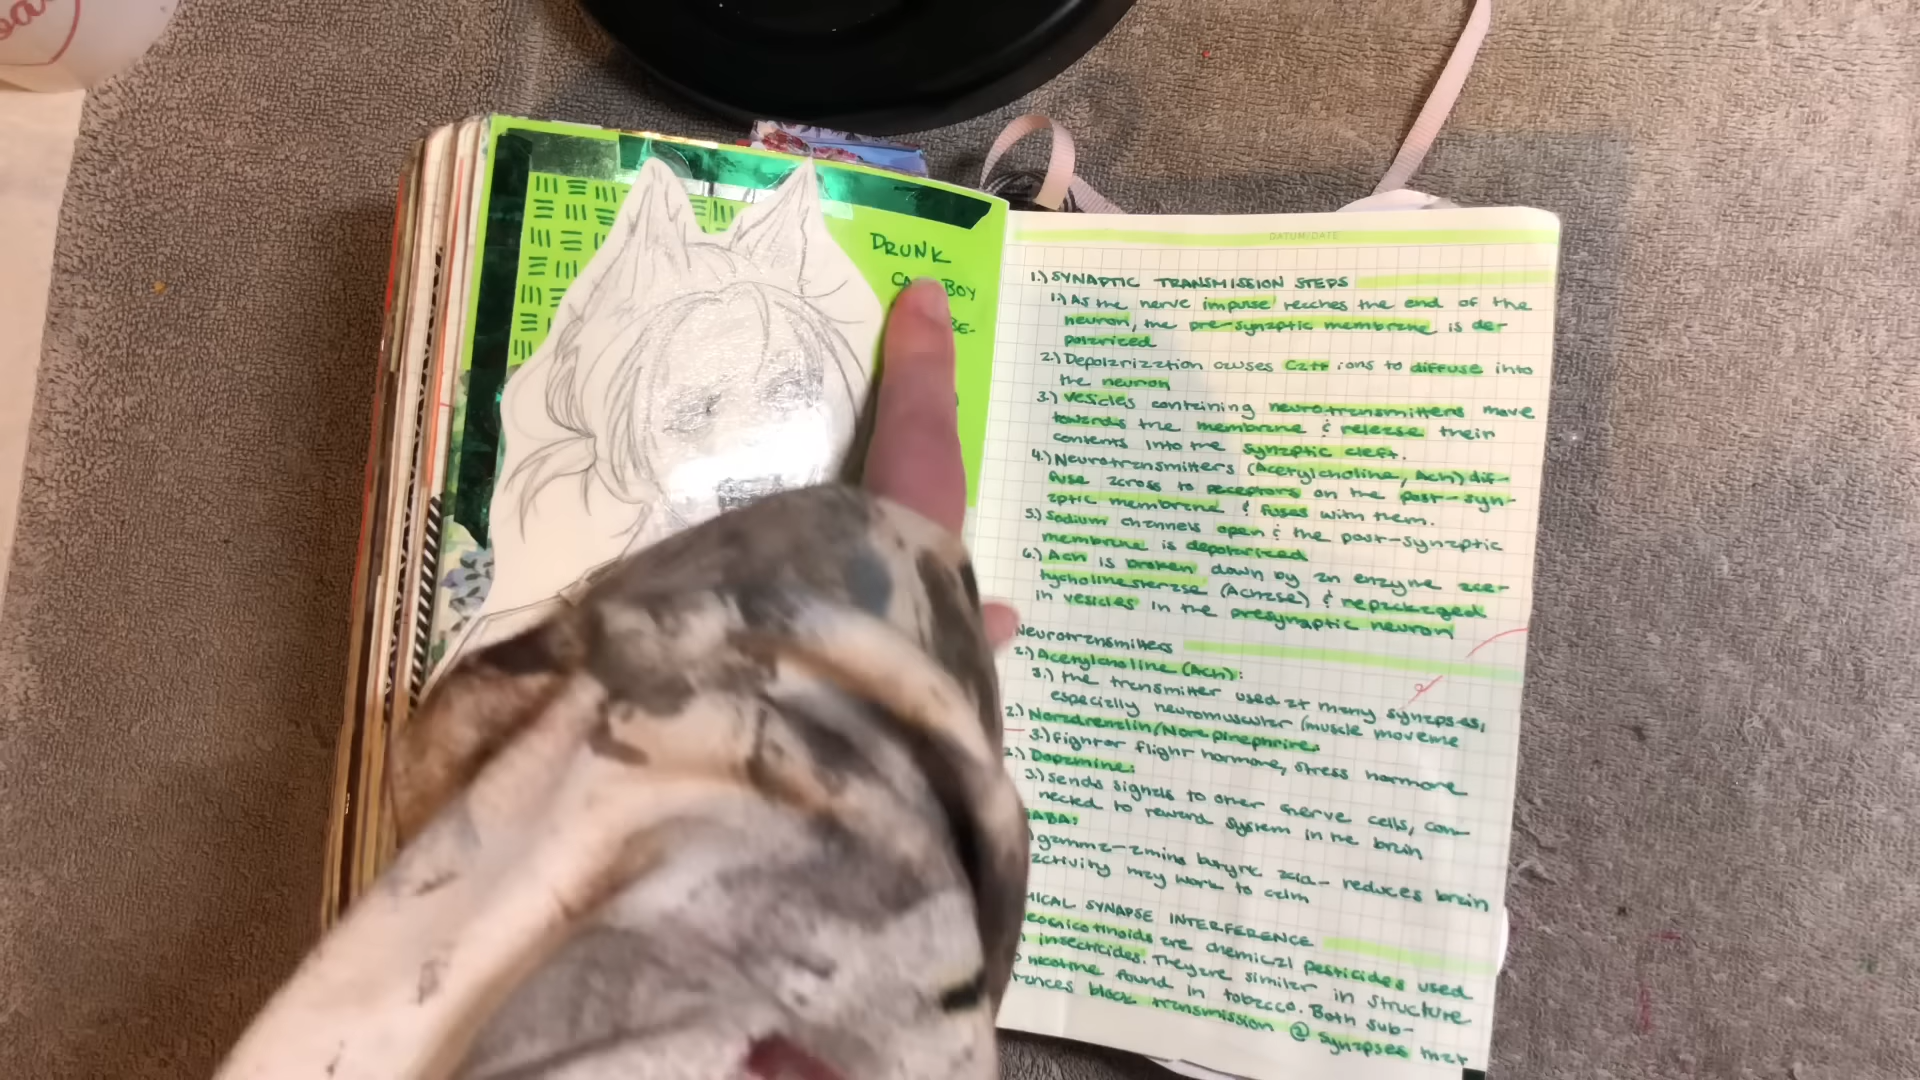 DRUNK
BOY
BE-
DATUM/DATE
1.) SYNAPTIC TRANSMISSION STEPS
1.) As the nerve impulse reaches the end of the
neuron, the pre-synaptic membrane is de-
polarized
2.) Depolarization causes Ca++ ions to diffuse into
the neuron
3.) Vesicles containing neurotransmitters move
towards the membrane & release their
contents into the synaptic cleft.
4.) Neurotransmitters (Acetylcholine, Ach) dif-
fuse across to receptors on the post-syn-
aptic membrane & fuses with them.
5.) Sodium channels open & the post-synaptic
membrane is depolarized
6.) Ach is broken down by an enzyme ace-
tycholinesterase (Achase) & repackaged
in vesicles in the presynaptic neuron
Neurotransmitters
2.) Acetylcholine (Ach):
3.) the transmitter used at many synapses,
especially neuromuscular (muscle moveme
2.) Noradrenalin/Norepinephrine
3.) fight or flight hormone, stress hormone
2.) Dopamine:
3.) sends signals to other nerve cells, con-
nected to reward system in the brain
ABA:
gamma-amino butyric acid - reduces brain
activity may work to calm
MICAL SYNAPSE INTERFERENCE
eonicotinoids are chemical pesticides used
insecticides. They are similar in structure
o nicotine found in tobacco. Both sub-
tances block transmission @ synapses that